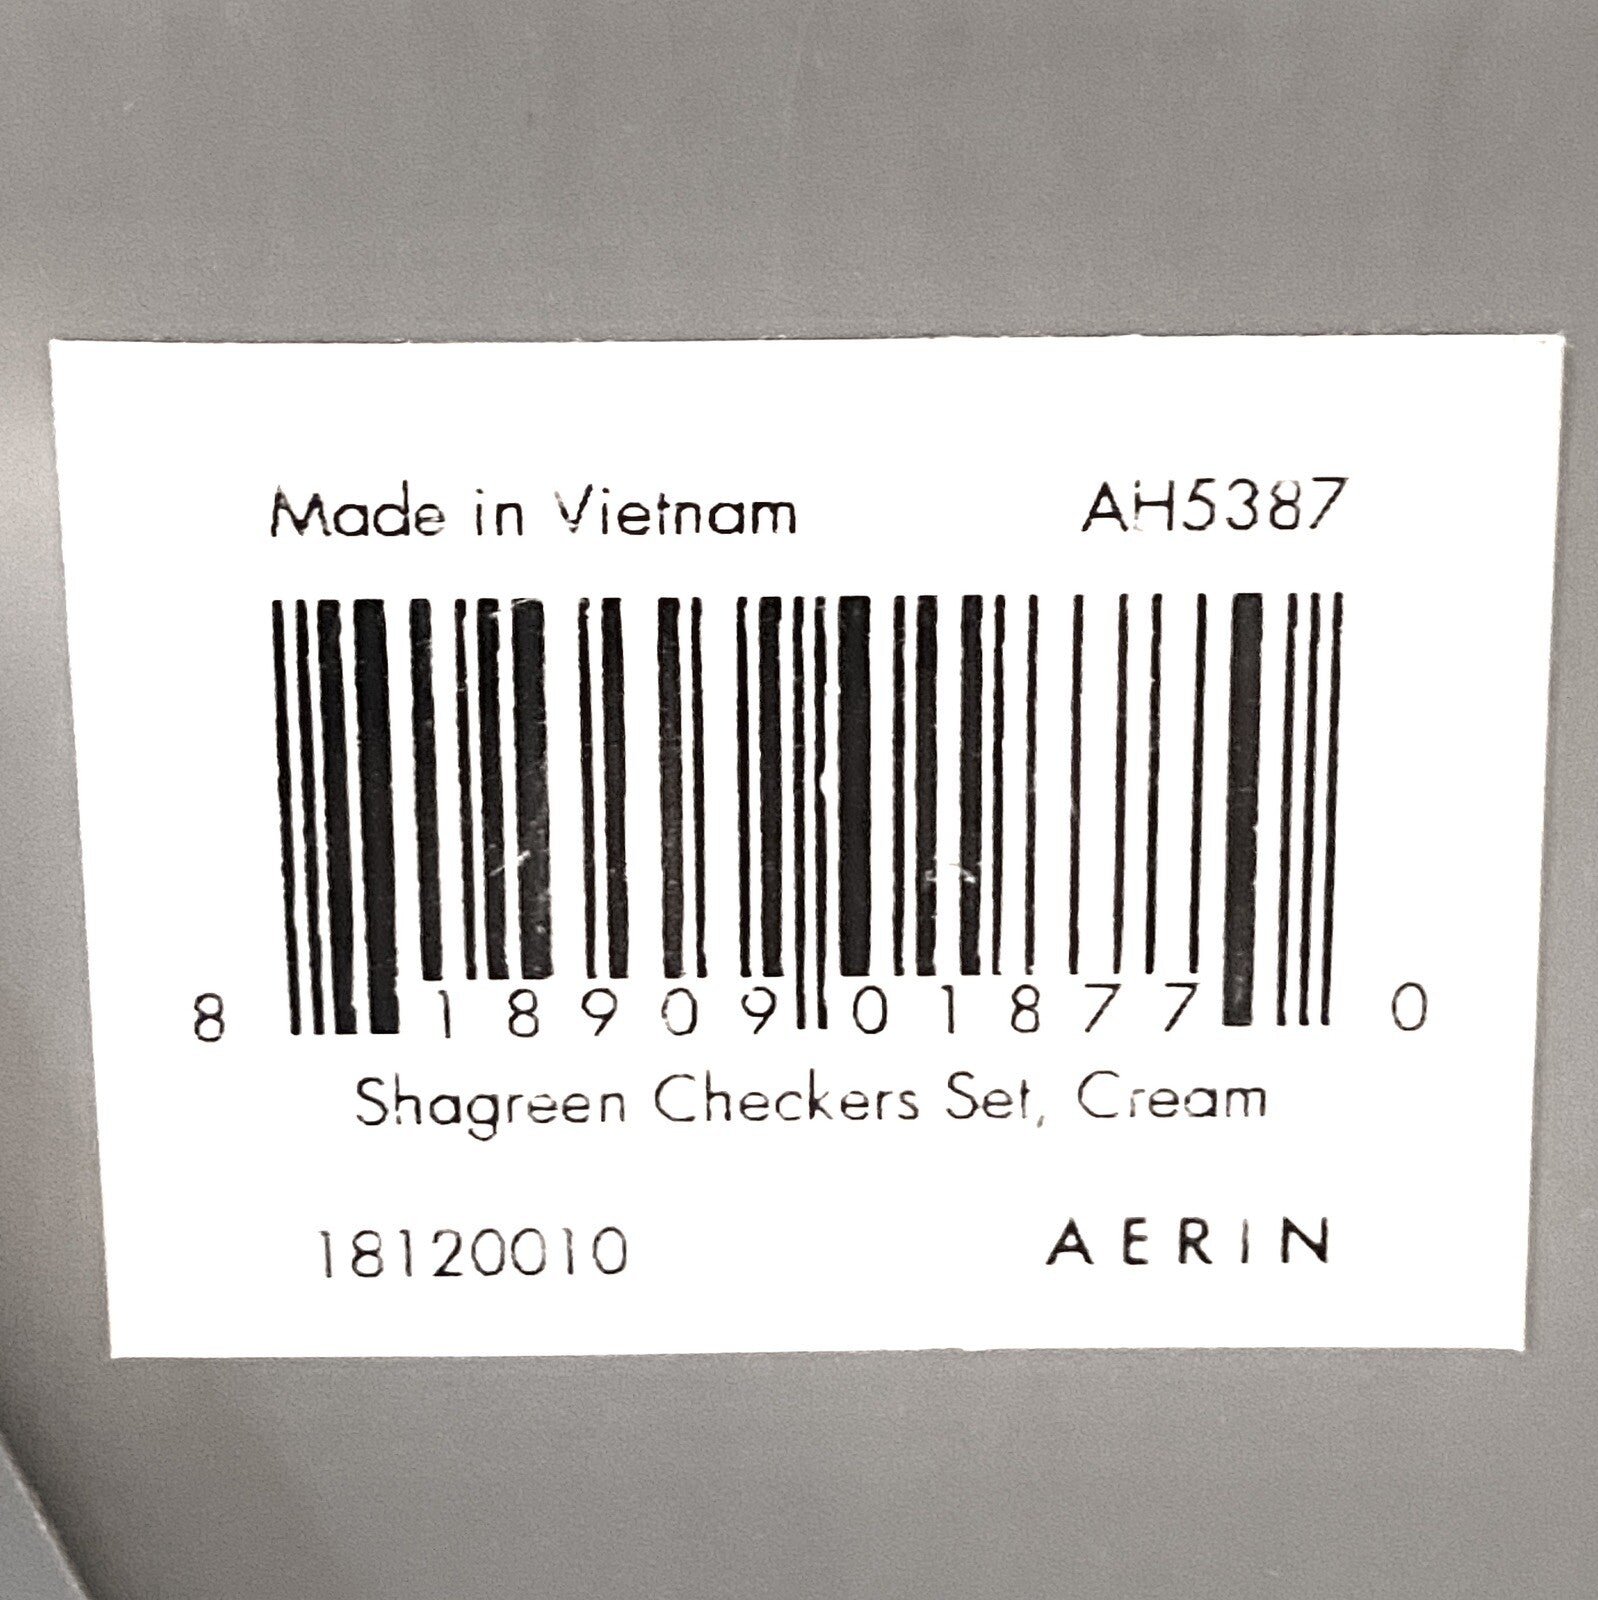 Made in Vietnam AH5387
8 18909 01877 0
Shagreen Checkers Set, Cream
18120010 AERIN